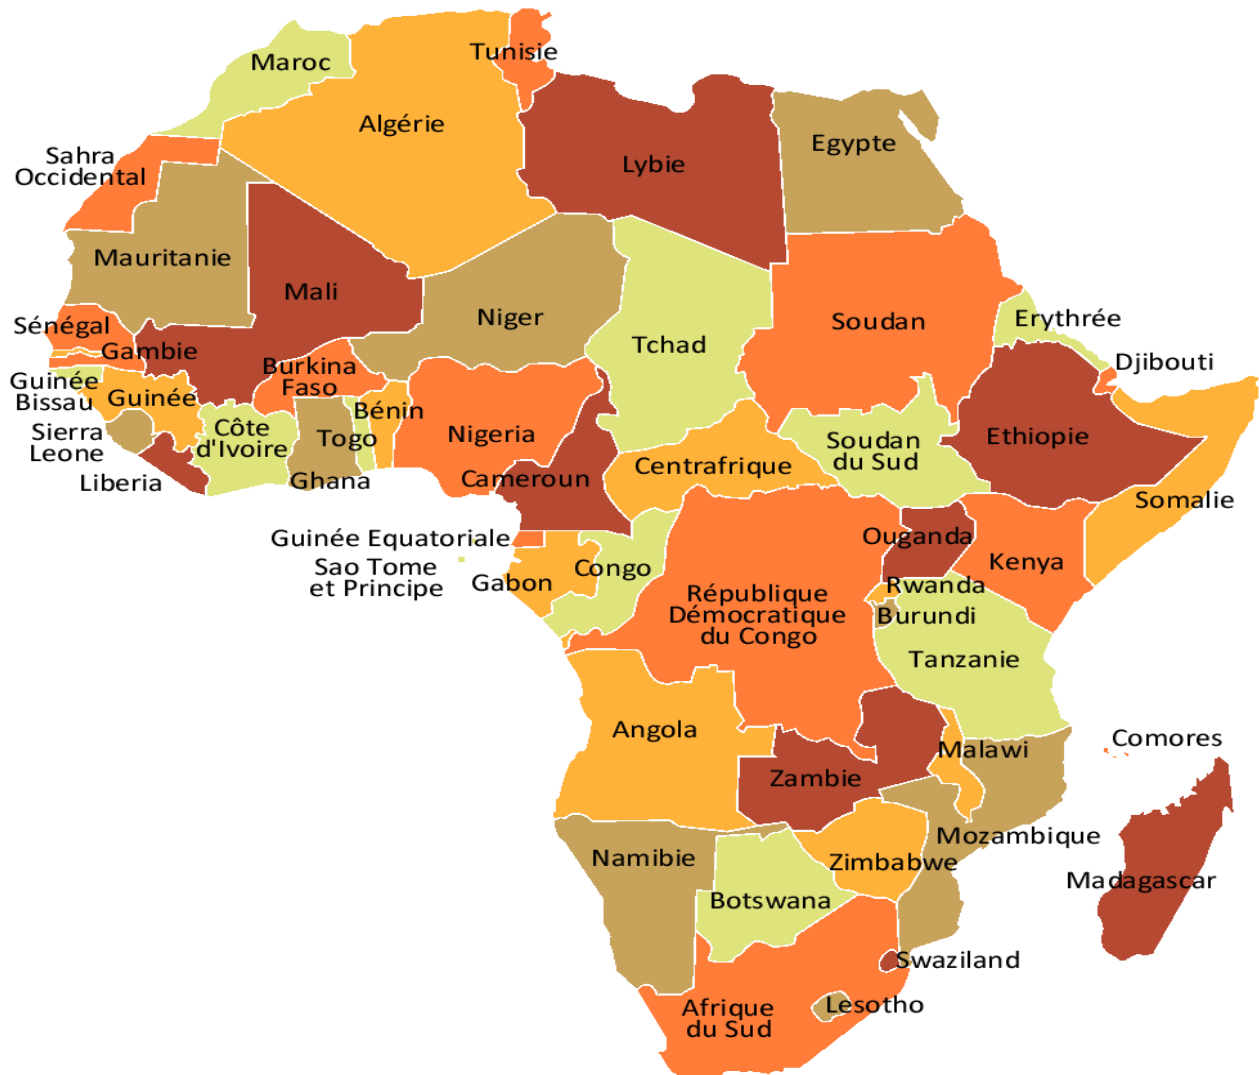 Maroc
Tunisie
Algérie
Lybie
Egypte
Sahra
Occidental
Mauritanie
Mali
Niger
Tchad
Soudan
Erythrée
Djibouti
Sénégal
Gambie
Burkina
Faso
Guinée
Bissau
Guinée
Bénin
Sierra
Leone
Côte
d'Ivoire
Togo
Nigeria
Ghana
Liberia
Cameroun
Centrafrique
Soudan
du Sud
Ethiopie
Somalie
Guinée Equatoriale
Sao Tome
et Principe
Gabon
Congo
Ouganda
Kenya
Rwanda
Burundi
République
Démocratique
du Congo
Tanzanie
Angola
Zambie
Malawi
Comores
Mozambique
Namibie
Zimbabwe
Botswana
Madagascar
Swaziland
Lesotho
Afrique
du Sud